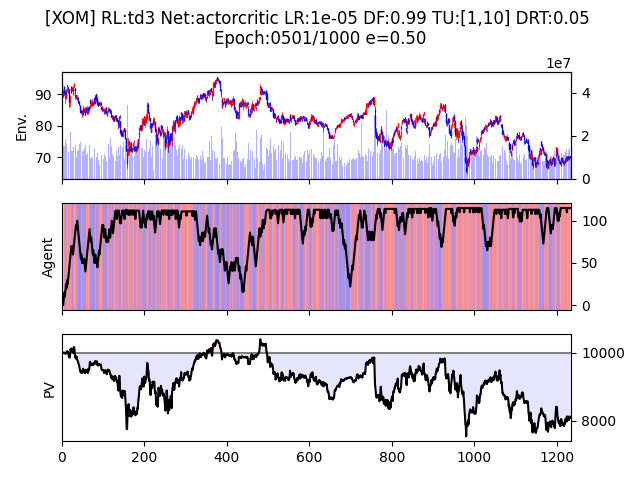 [XOM] RL:td3 Net:actorcritic LR:1e-05 DF:0.99 TU:[1,10] DRT:0.05
Epoch:0501/1000 e=0.50
1e7
Env.
90
80
70
4
2
0
Agent
100
50
0
PV
10000
8000
0 200 400 600 800 1000 1200